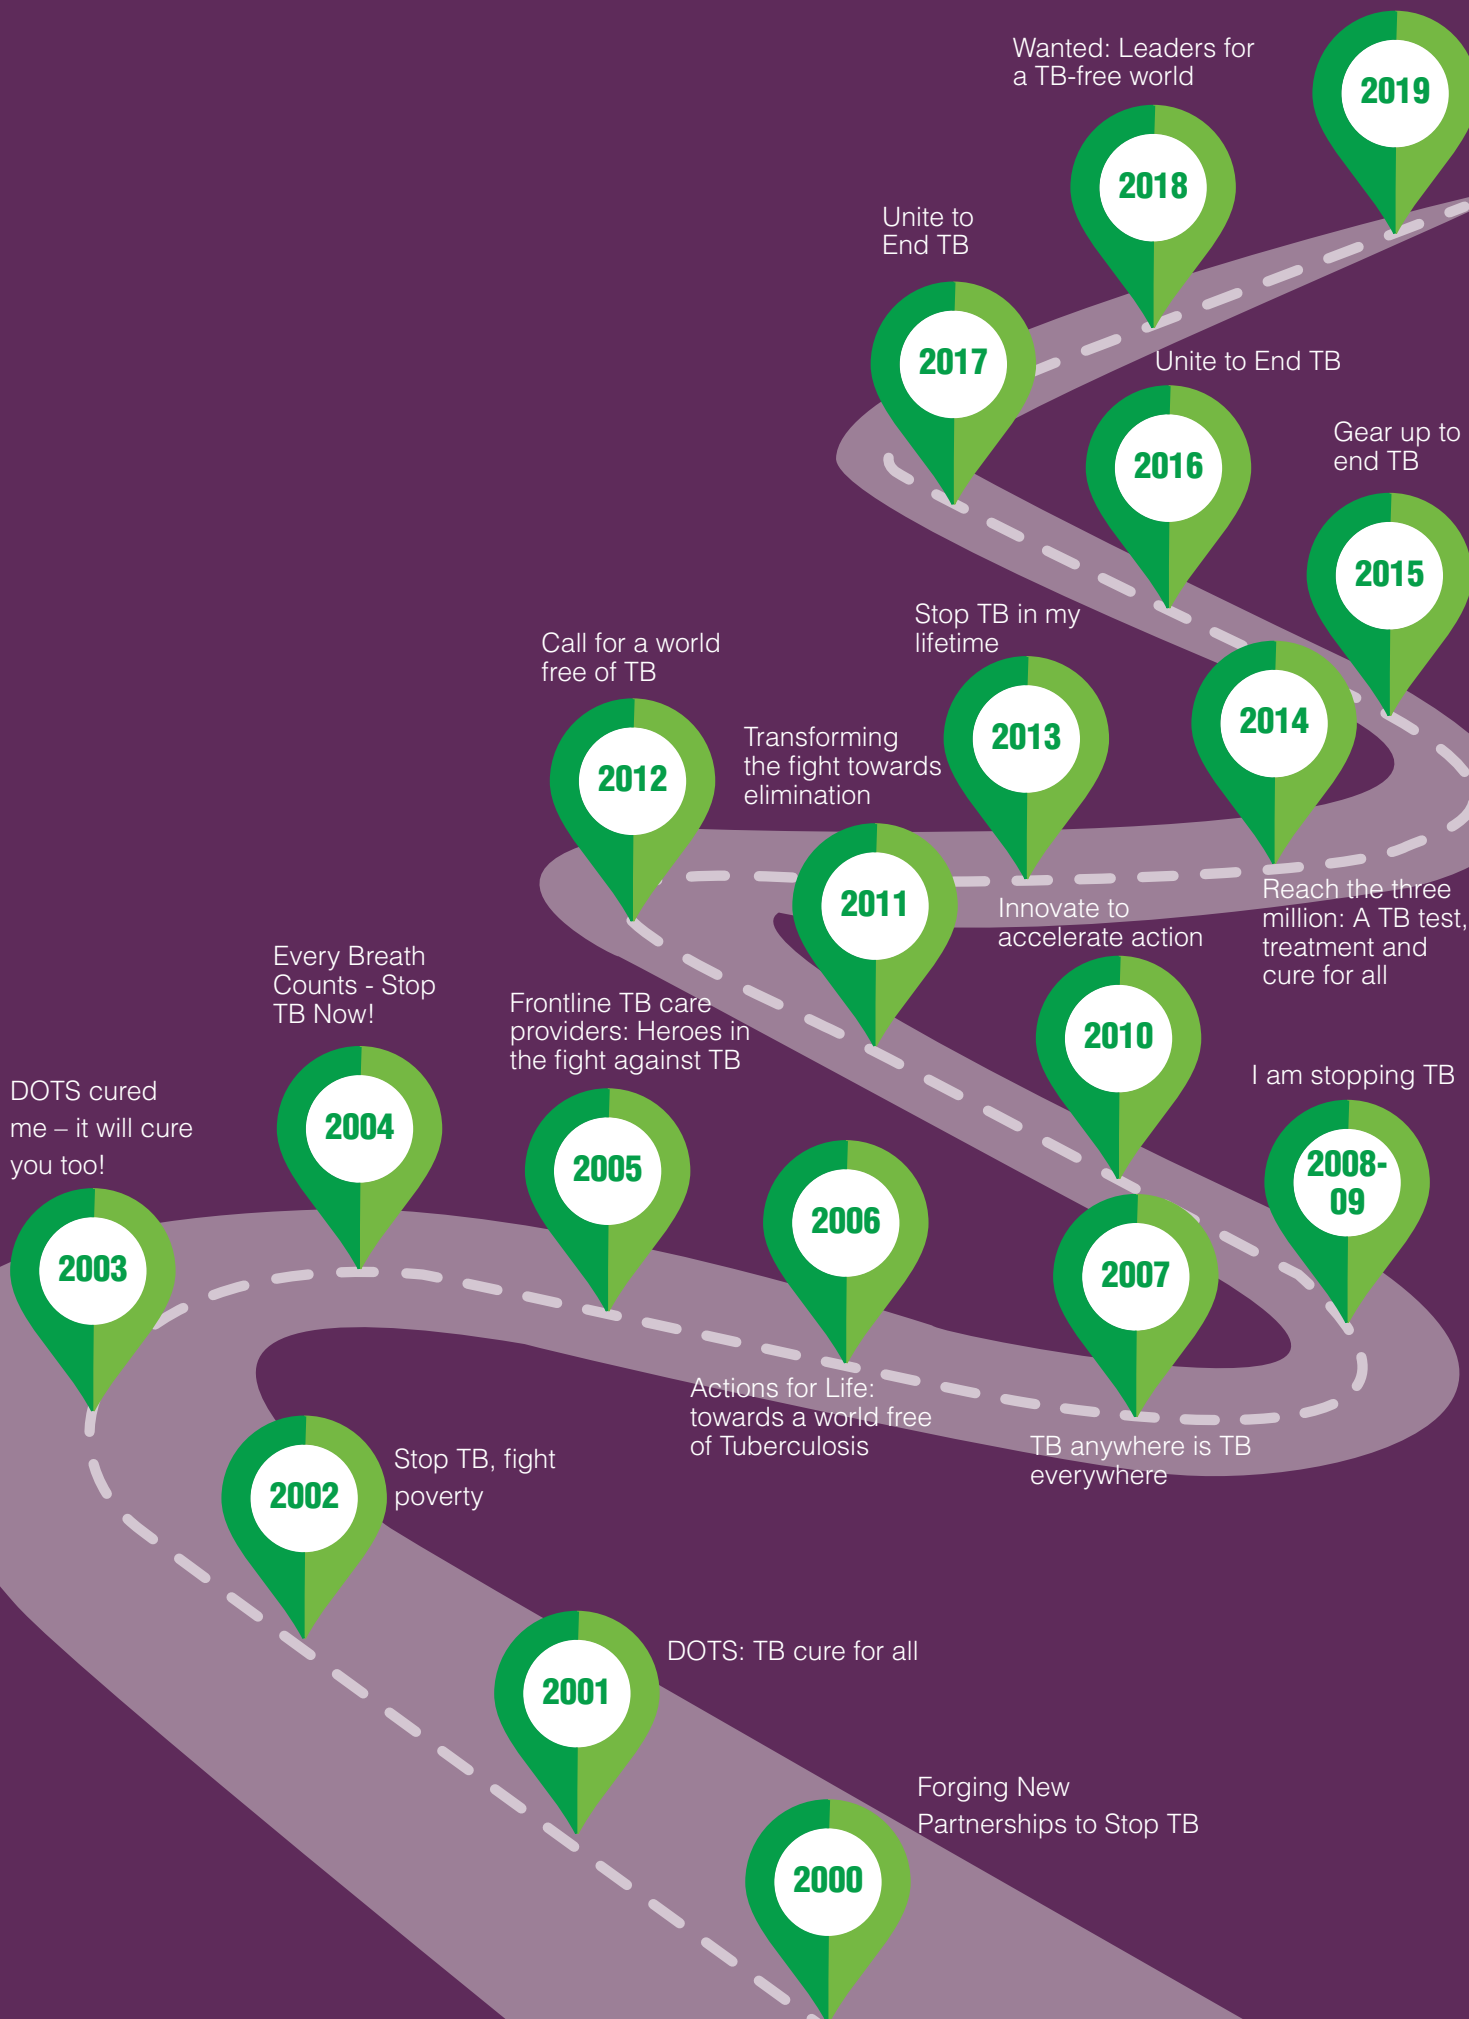 2019
Wanted: Leaders for
a TB-free world
2018
Unite to
End TB
2017
Unite to End TB
2016
Gear up to
end TB
2015
Reach the three
million: A TB test,
treatment and
cure for all
2014
Stop TB in my
lifetime
2013
Call for a world
free of TB
2012
Transforming
the fight towards
elimination
2011
Innovate to
accelerate action
2010
I am stopping TB
2008-
09
TB anywhere is TB
everywhere
2007
Actions for Life:
towards a world free
of Tuberculosis
2006
Frontline TB care
providers: Heroes in
the fight against TB
2005
Every Breath
Counts - Stop
TB Now!
2004
DOTS cured
me – it will cure
you too!
2003
Stop TB, fight
poverty
2002
DOTS: TB cure for all
2001
Forging New
Partnerships to Stop TB
2000